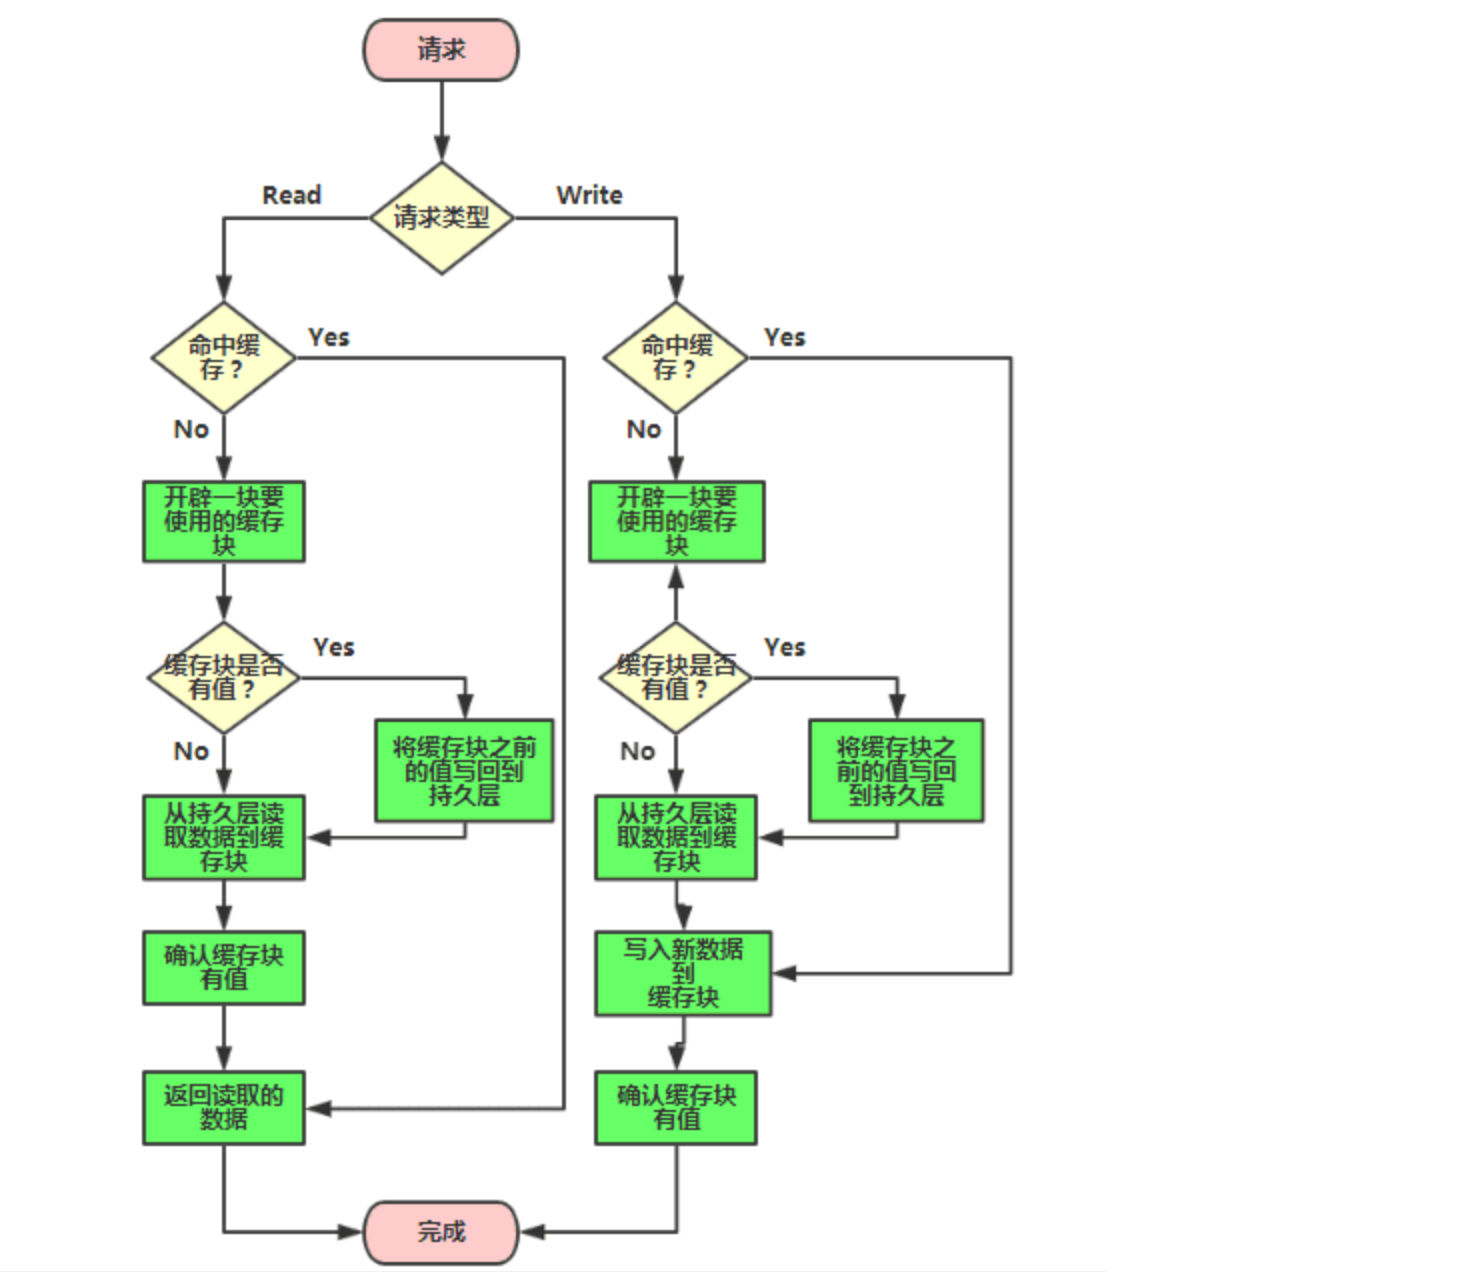 请求
请求类型
Read
Write
命中缓
存？
Yes
No
命中缓
存？
Yes
No
开辟一块要
使用的缓存
块
开辟一块要
使用的缓存
块
缓存块是否
有值？
Yes
No
缓存块是否
有值？
Yes
No
将缓存块之前
的值写回到
持久层
将缓存块之
前的值写回
到持久层
从持久层读
取数据到缓
存块
从持久层读
取数据到缓
存块
确认缓存块
有值
写入新数据
到
缓存块
返回读取的
数据
确认缓存块
有值
完成